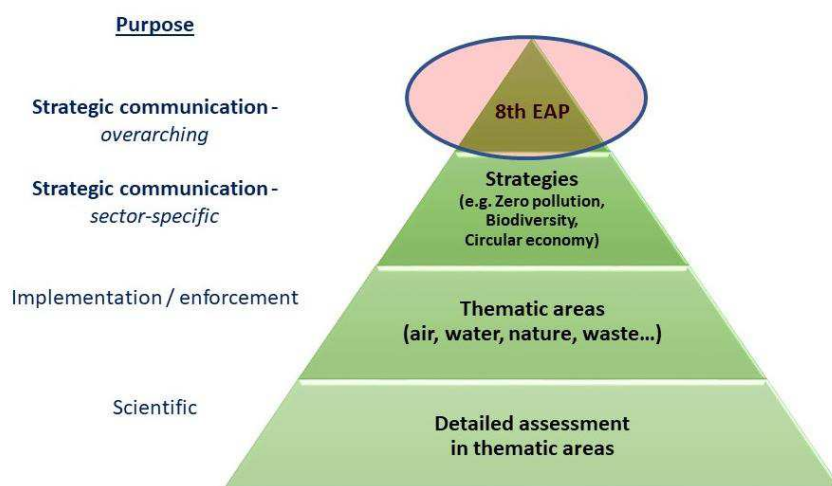 Purpose
Strategic communication -
overarching
8th EAP
Strategic communication -
sector-specific
Strategies
(e.g. Zero pollution,
Biodiversity,
Circular economy)
Implementation / enforcement
Thematic areas
(air, water, nature, waste...)
Scientific
Detailed assessment
in thematic areas